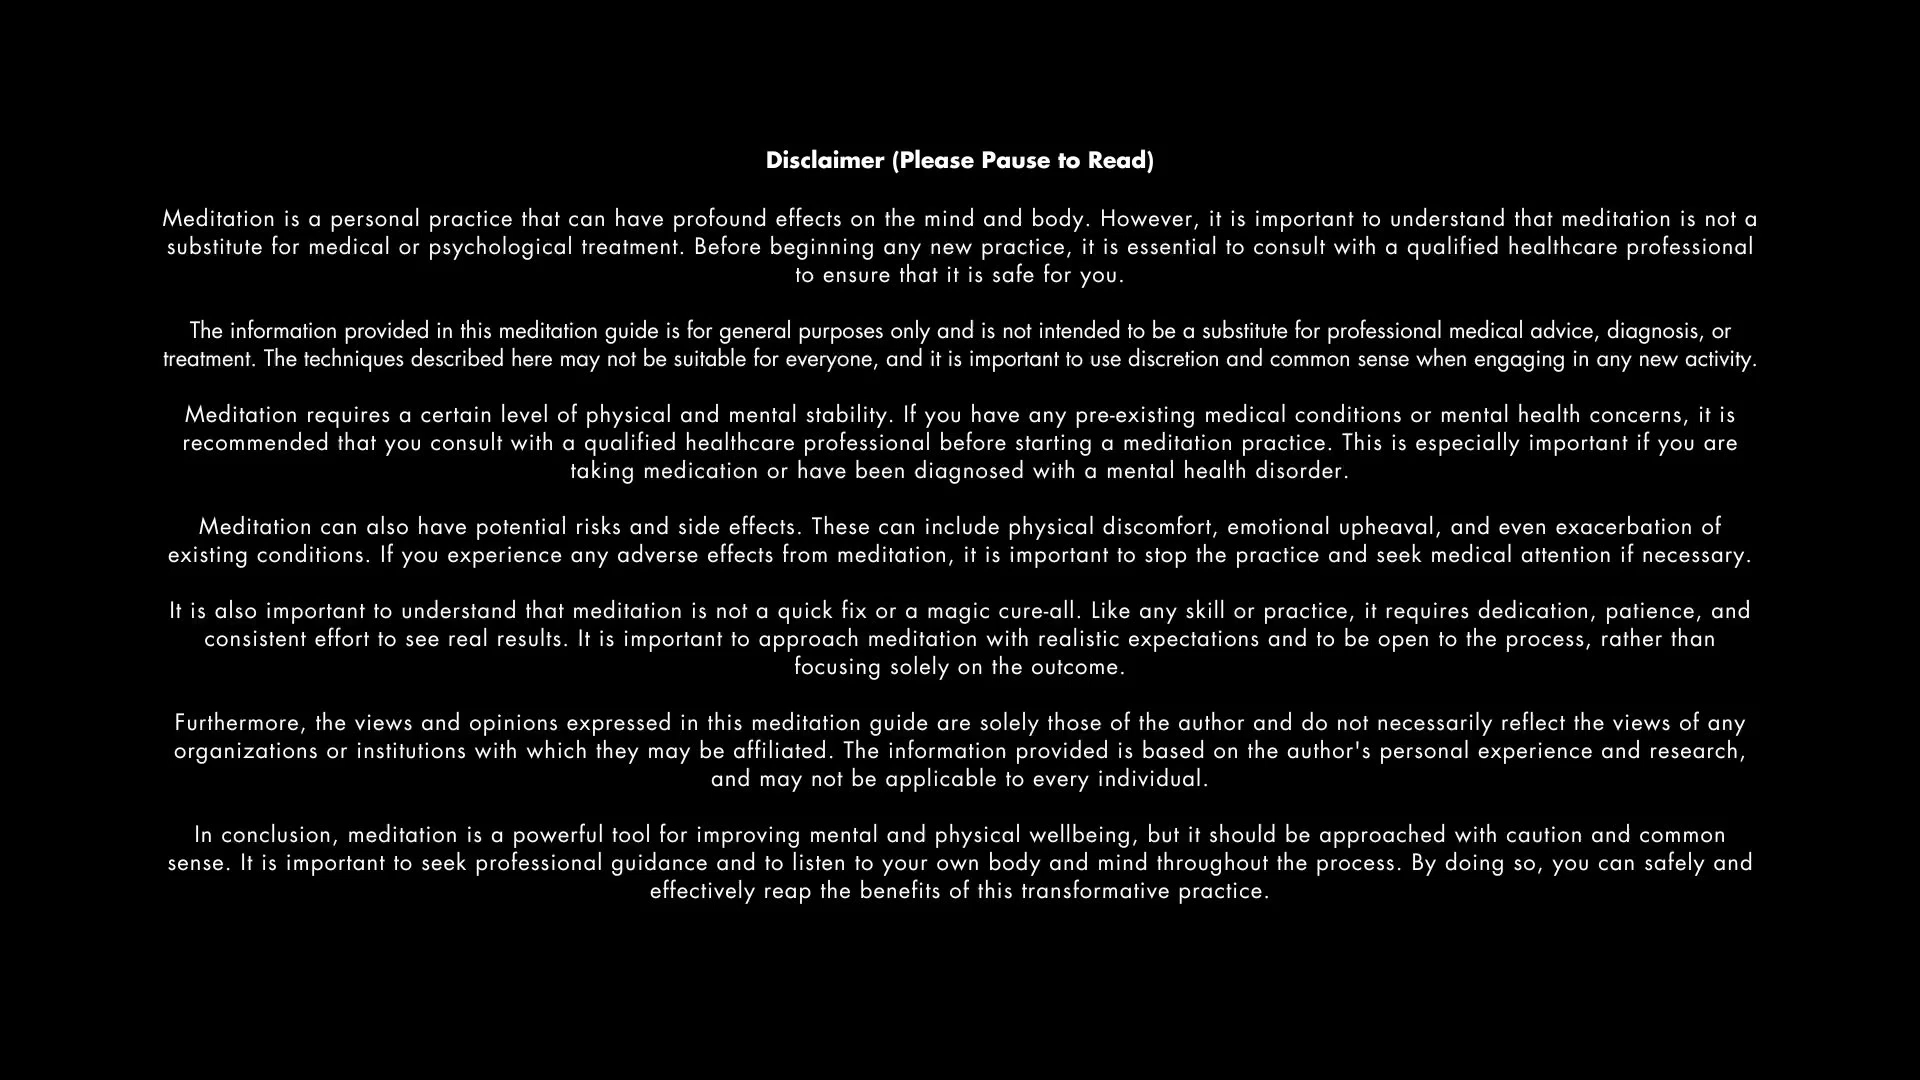 Disclaimer (Please Pause to Read)
Meditation is a personal practice that can have profound effects on the mind and body. However, it is important to understand that meditation is not a
substitute for medical or psychological treatment. Before beginning any new practice, it is essential to consult with a qualified healthcare professional
to ensure that it is safe for you.
The information provided in this meditation guide is for general purposes only and is not intended to be a substitute for professional medical advice, diagnosis, or
treatment. The techniques described here may not be suitable for everyone, and it is important to use discretion and common sense when engaging in any new activity.
Meditation requires a certain level of physical and mental stability. If you have any pre-existing medical conditions or mental health concerns, it is
recommended that you consult with a qualified healthcare professional before starting a meditation practice. This is especially important if you are
taking medication or have been diagnosed with a mental health disorder.
Meditation can also have potential risks and side effects. These can include physical discomfort, emotional upheaval, and even exacerbation of
existing conditions. If you experience any adverse effects from meditation, it is important to stop the practice and seek medical attention if necessary.
It is also important to understand that meditation is not a quick fix or a magic cure-all. Like any skill or practice, it requires dedication, patience, and
consistent effort to see real results. It is important to approach meditation with realistic expectations and to be open to the process, rather than
focusing solely on the outcome.
Furthermore, the views and opinions expressed in this meditation guide are solely those of the author and do not necessarily reflect the views of any
organizations or institutions with which they may be affiliated. The information provided is based on the author's personal experience and research,
and may not be applicable to every individual.
In conclusion, meditation is a powerful tool for improving mental and physical wellbeing, but it should be approached with caution and common
sense. It is important to seek professional guidance and to listen to your own body and mind throughout the process. By doing so, you can safely and
effectively reap the benefits of this transformative practice.